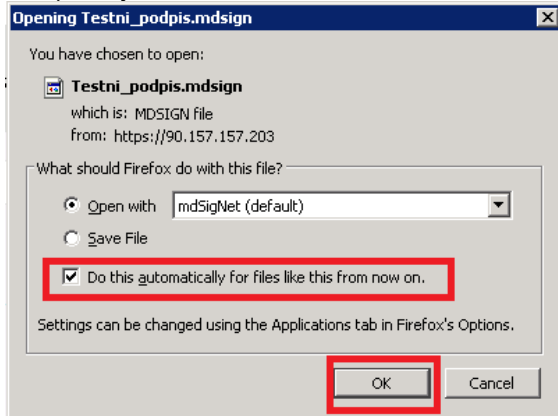 Opening Testni_podpis.mdsign
You have chosen to open:
Testni_podpis.mdsign
which is: MDSIGN file
from: https://90.157.157.203
What should Firefox do with this file?
Open with mdSigNet (default)
Save File
Do this automatically for files like this from now on.
Settings can be changed using the Applications tab in Firefox's Options.
OK Cancel